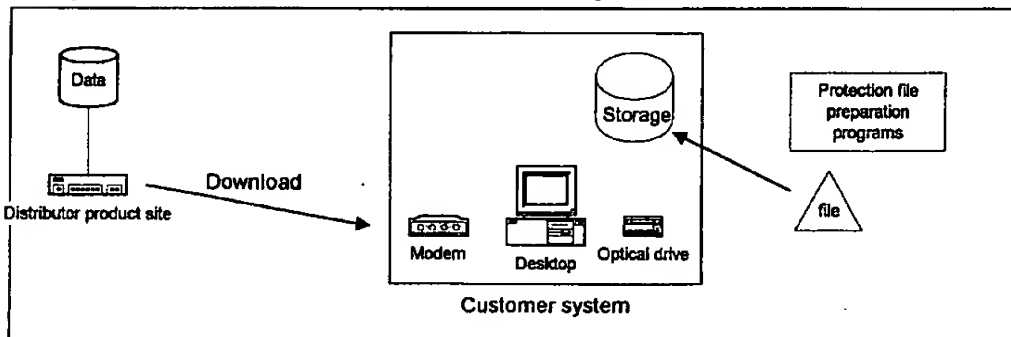 Data
Distributor product site
Download
Storage
Modem
Desktop
Optical drive
Customer system
Protection file
preparation
programs
file